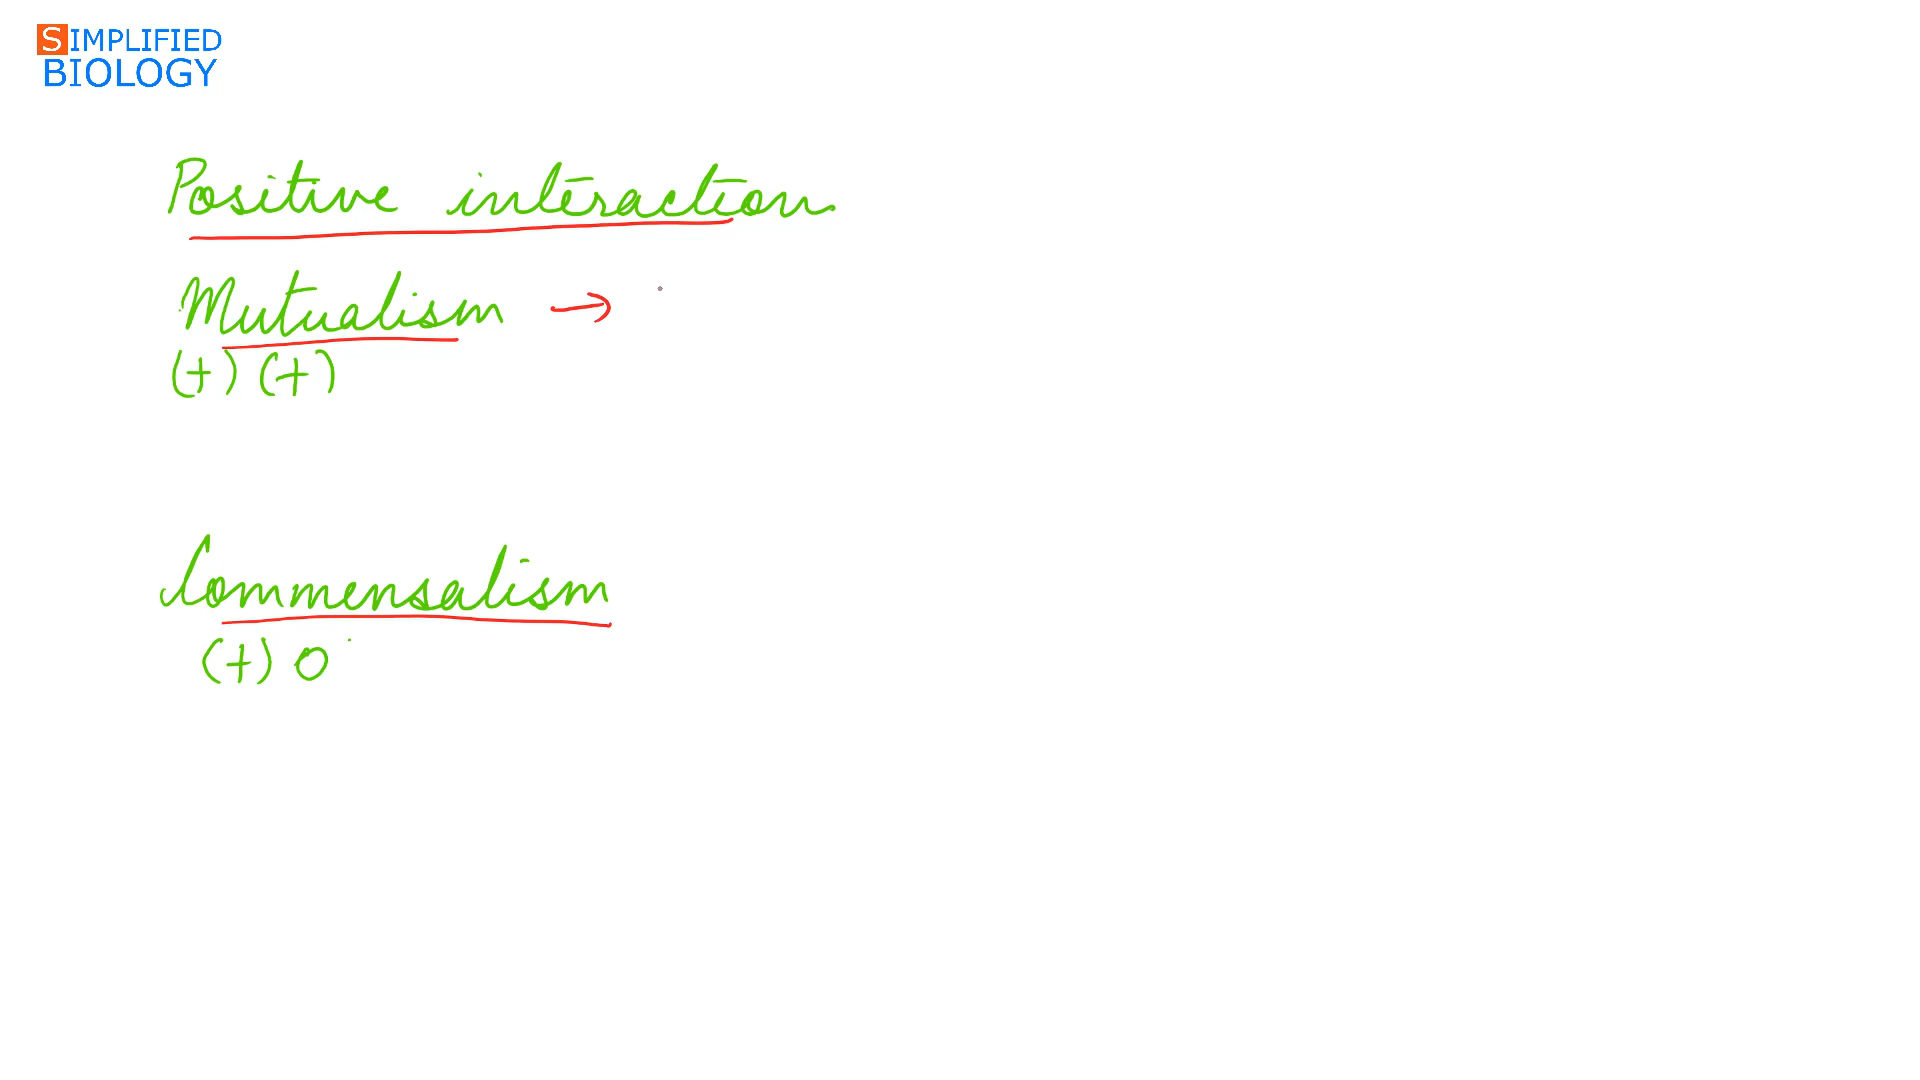 SIMPLIFIED
BIOLOGY
Positive interaction
Mutualism →
(+) (+)
Commensalism
(+) 0